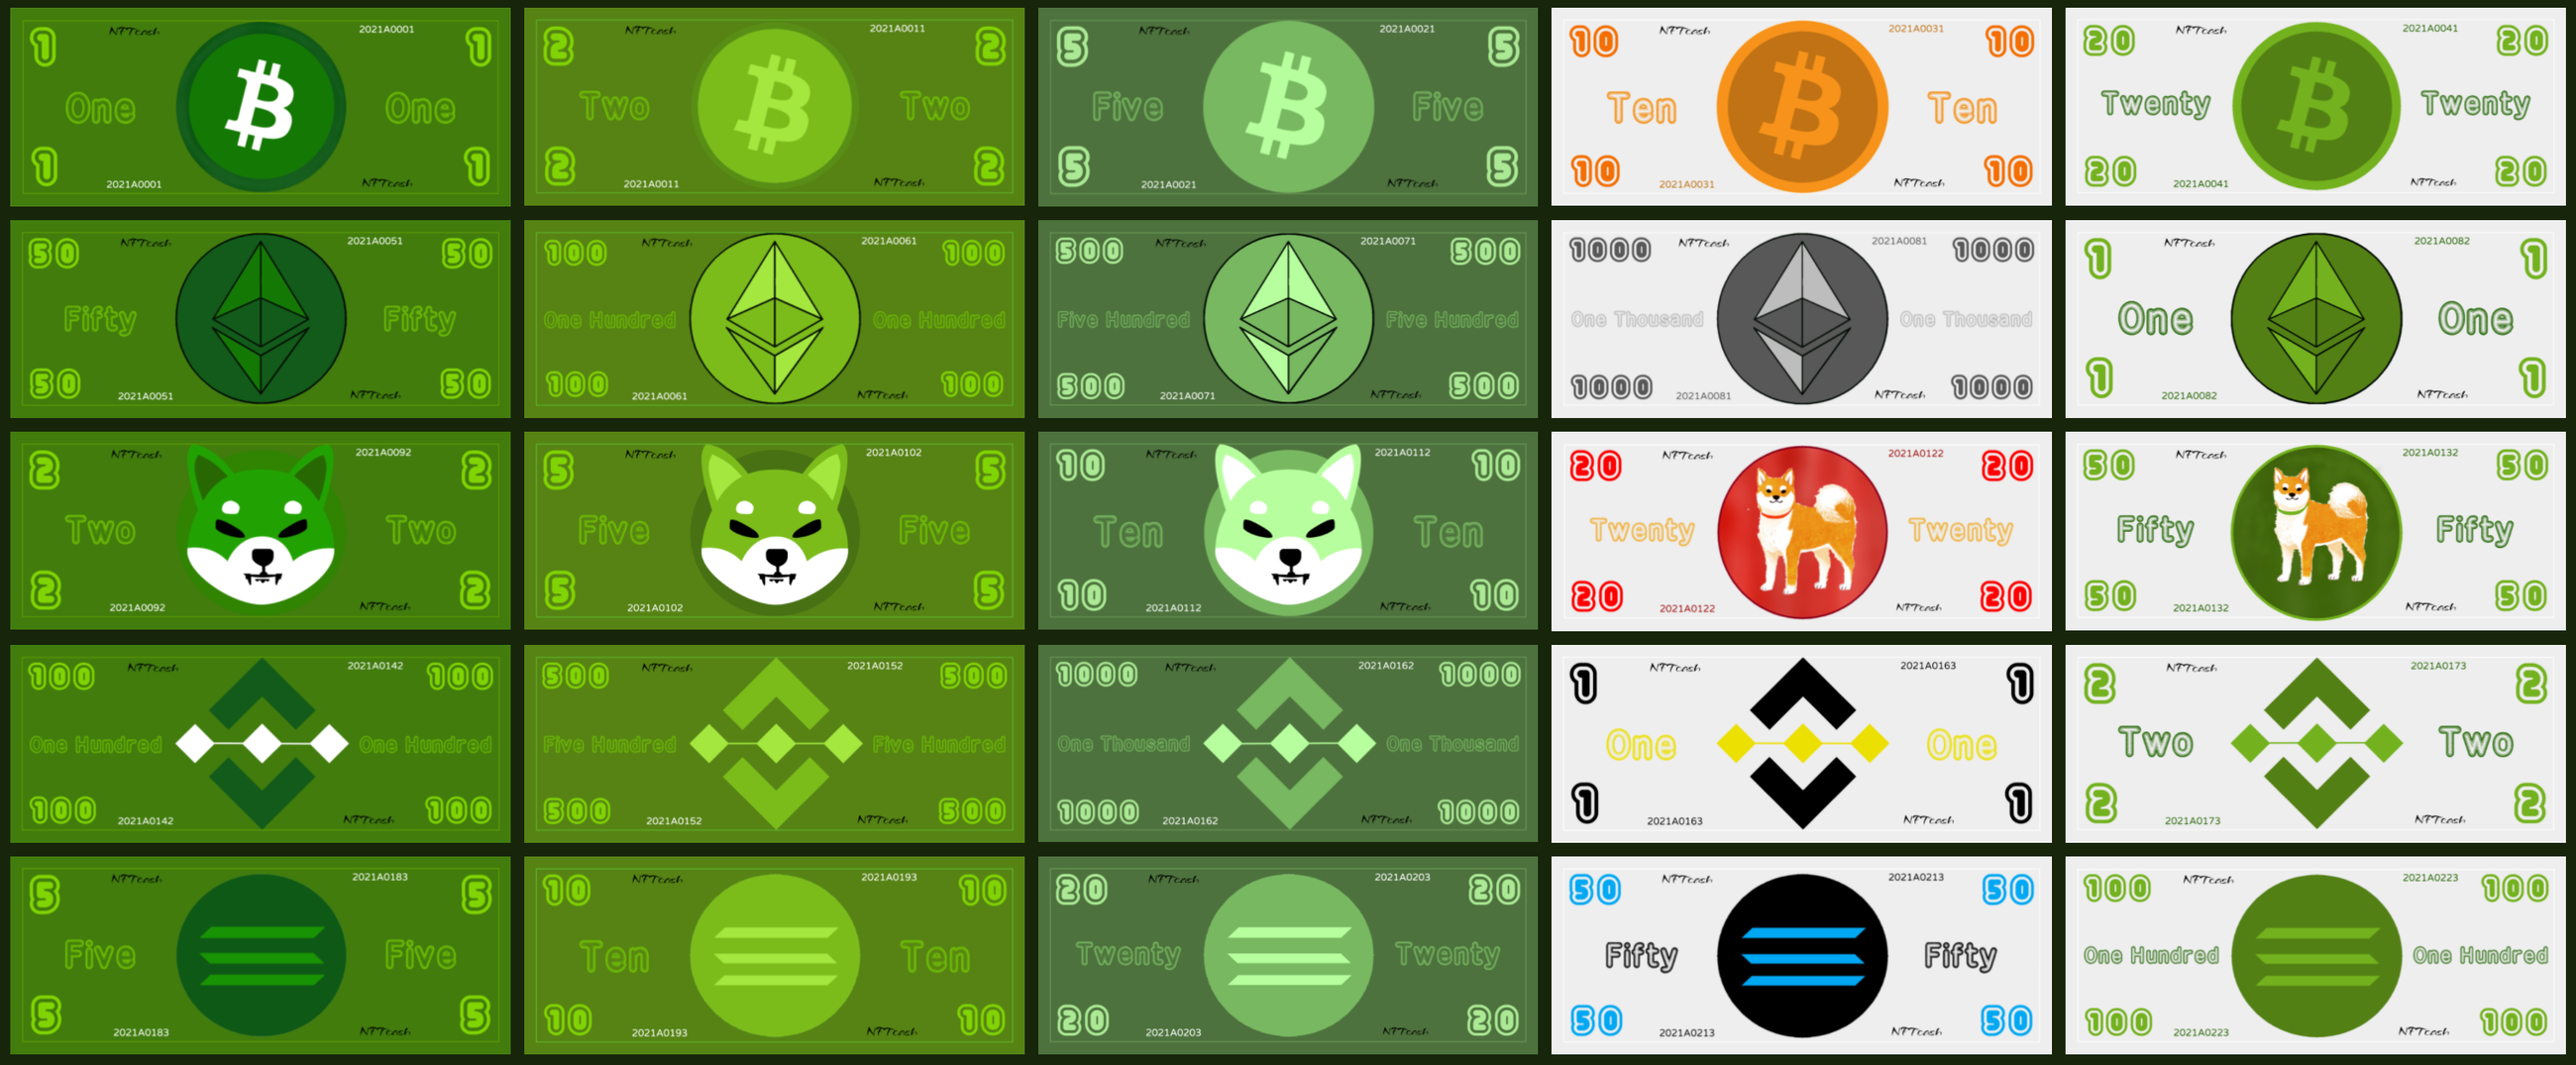 1 NFTcash 2021A0001 1
One One
1 2021A0001 NFTcash 1
2 NFTcash 2021A0011 2
Two Two
2 2021A0011 NFTcash 2
5 NFTcash 2021A0021 5
Five Five
5 2021A0021 NFTcash 5
10 NFTcash 2021A0031 10
Ten Ten
10 2021A0031 NFTcash 10
20 NFTcash 2021A0041 20
Twenty Twenty
20 2021A0041 NFTcash 20
50 NFTcash 2021A0051 50
Fifty Fifty
50 2021A0051 NFTcash 50
100 NFTcash 2021A0061 100
One Hundred One Hundred
100 2021A0061 NFTcash 100
500 NFTcash 2021A0071 500
Five Hundred Five Hundred
500 2021A0071 NFTcash 500
1000 NFTcash 2021A0081 1000
One Thousand One Thousand
1000 2021A0081 NFTcash 1000
1 NFTcash 2021A0082 1
One One
1 2021A0082 NFTcash 1
2 NFTcash 2021A0092 2
Two Two
2 2021A0092 NFTcash 2
5 NFTcash 2021A0102 5
Five Five
5 2021A0102 NFTcash 5
10 NFTcash 2021A0112 10
Ten Ten
10 2021A0112 NFTcash 10
20 NFTcash 2021A0122 20
Twenty Twenty
20 2021A0122 NFTcash 20
50 NFTcash 2021A0132 50
Fifty Fifty
50 2021A0132 NFTcash 50
100 NFTcash 2021A0142 100
One Hundred One Hundred
100 2021A0142 NFTcash 100
500 NFTcash 2021A0152 500
Five Hundred Five Hundred
500 2021A0152 NFTcash 500
1000 NFTcash 2021A0162 1000
One Thousand One Thousand
1000 2021A0162 NFTcash 1000
1 NFTcash 2021A0163 1
One One
1 2021A0163 NFTcash 1
2 NFTcash 2021A0173 2
Two Two
2 2021A0173 NFTcash 2
5 NFTcash 2021A0183 5
Five Five
5 2021A0183 NFTcash 5
10 NFTcash 2021A0193 10
Ten Ten
10 2021A0193 NFTcash 10
20 NFTcash 2021A0203 20
Twenty Twenty
20 2021A0203 NFTcash 20
50 NFTcash 2021A0213 50
Fifty Fifty
50 2021A0213 NFTcash 50
100 NFTcash 2021A0223 100
One Hundred One Hundred
100 2021A0223 NFTcash 100